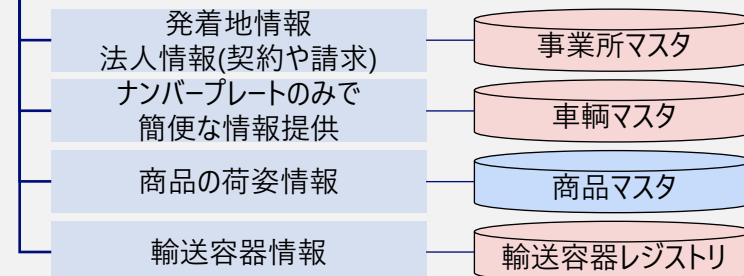 発着地情報
法人情報(契約や請求)
事業所マスタ
ナンバープレートのみで
簡便な情報提供
車輌マスタ
商品の荷姿情報
商品マスタ
輸送容器情報
輸送容器レジストリ